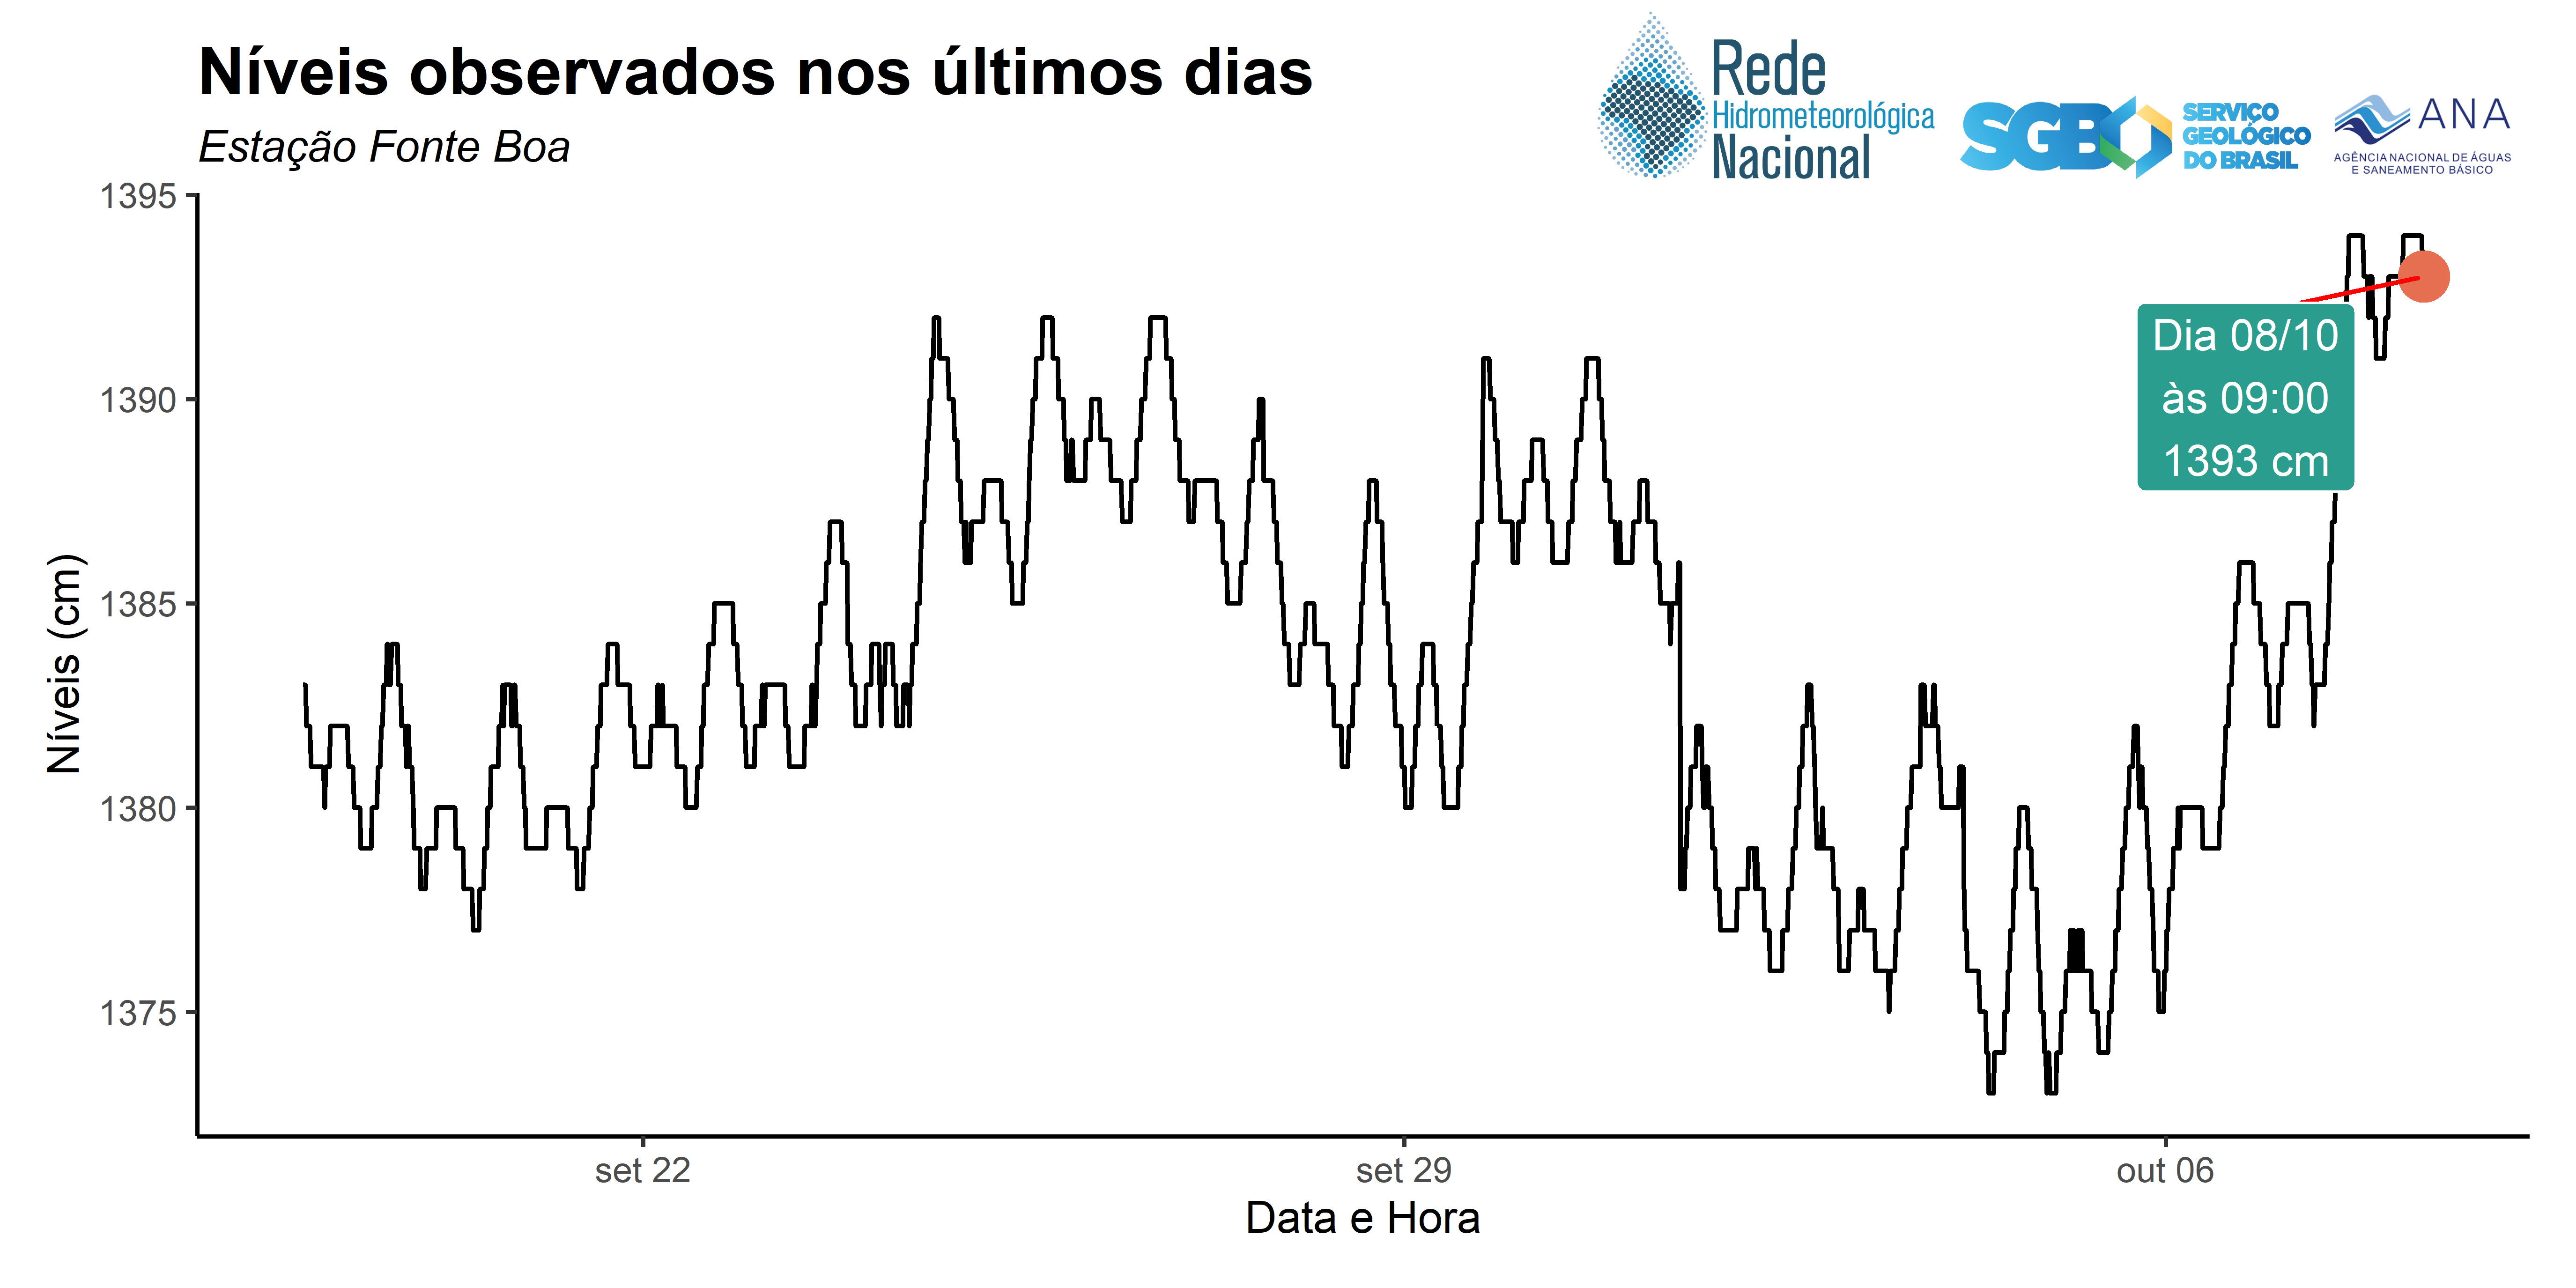 Níveis observados nos últimos dias
Estação Fonte Boa
Rede
Hidrometeorológica
Nacional
SGB
SERVIÇO
GEOLÓGICO
DO BRASIL
ANA
AGÊNCIA NACIONAL DE ÁGUAS
E SANEAMENTO BÁSICO
1395
1390
1385
1380
1375
Níveis (cm)
Dia 08/10
às 09:00
1393 cm
set 22
set 29
out 06
Data e Hora